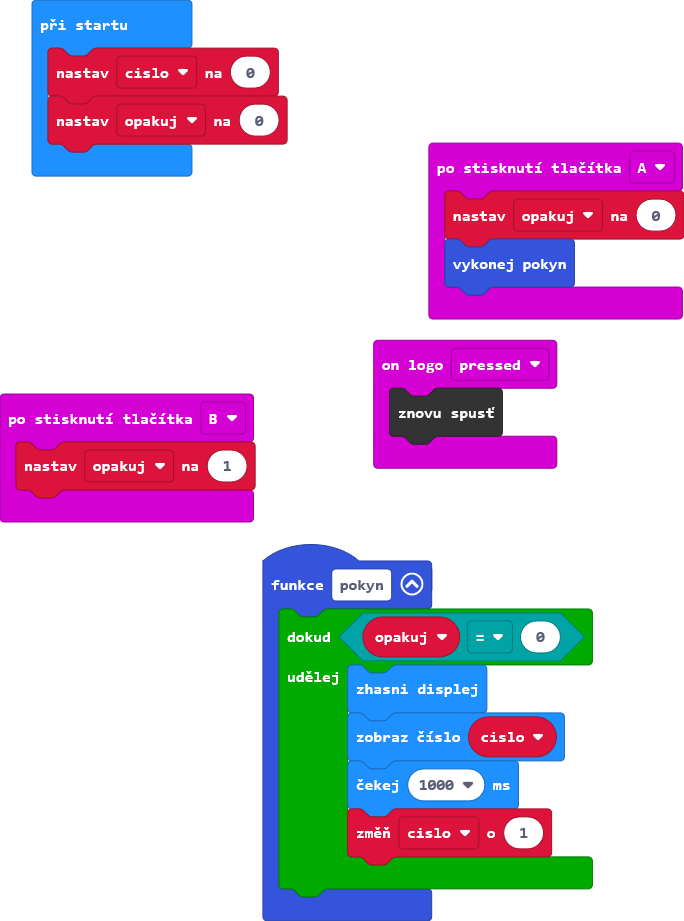 při startu
nastav cislo na 0
nastav opakuj na 0
po stisknutí tlačítka A
nastav opakuj na 0
vykonej pokyn
on logo pressed
znovu spusť
po stisknutí tlačítka B
nastav opakuj na 1
funkce pokyn
dokud opakuj = 0
udělej
zhasni displej
zobraz číslo cislo
čekej 1000 ms
změň cislo o 1